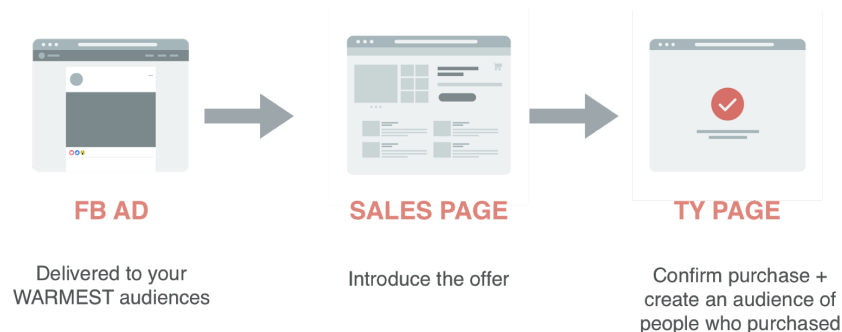 FB AD
Delivered to your
WARMEST audiences
SALES PAGE
Introduce the offer
TY PAGE
Confirm purchase +
create an audience of
people who purchased